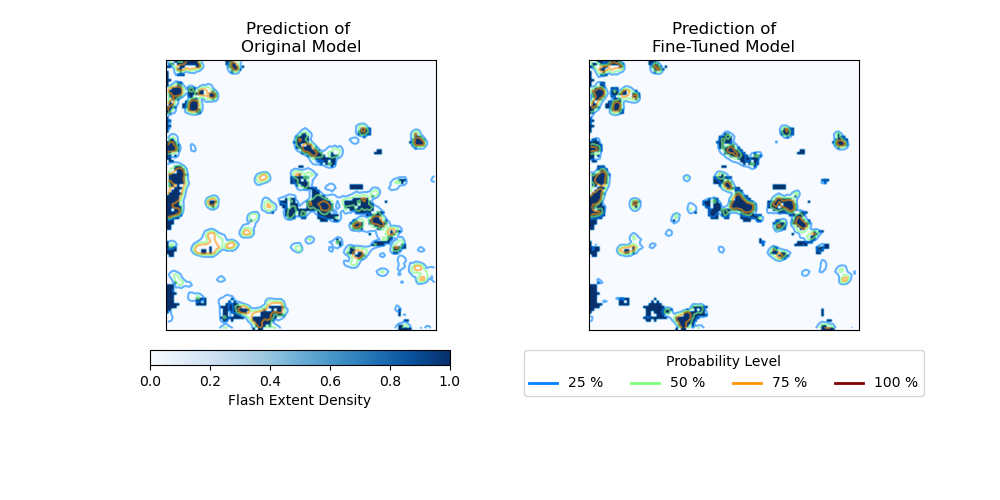 Prediction of
Original Model
Prediction of
Fine-Tuned Model
0.0 0.2 0.4 0.6 0.8 1.0
Flash Extent Density
Probability Level
25 % 50 % 75 % 100 %